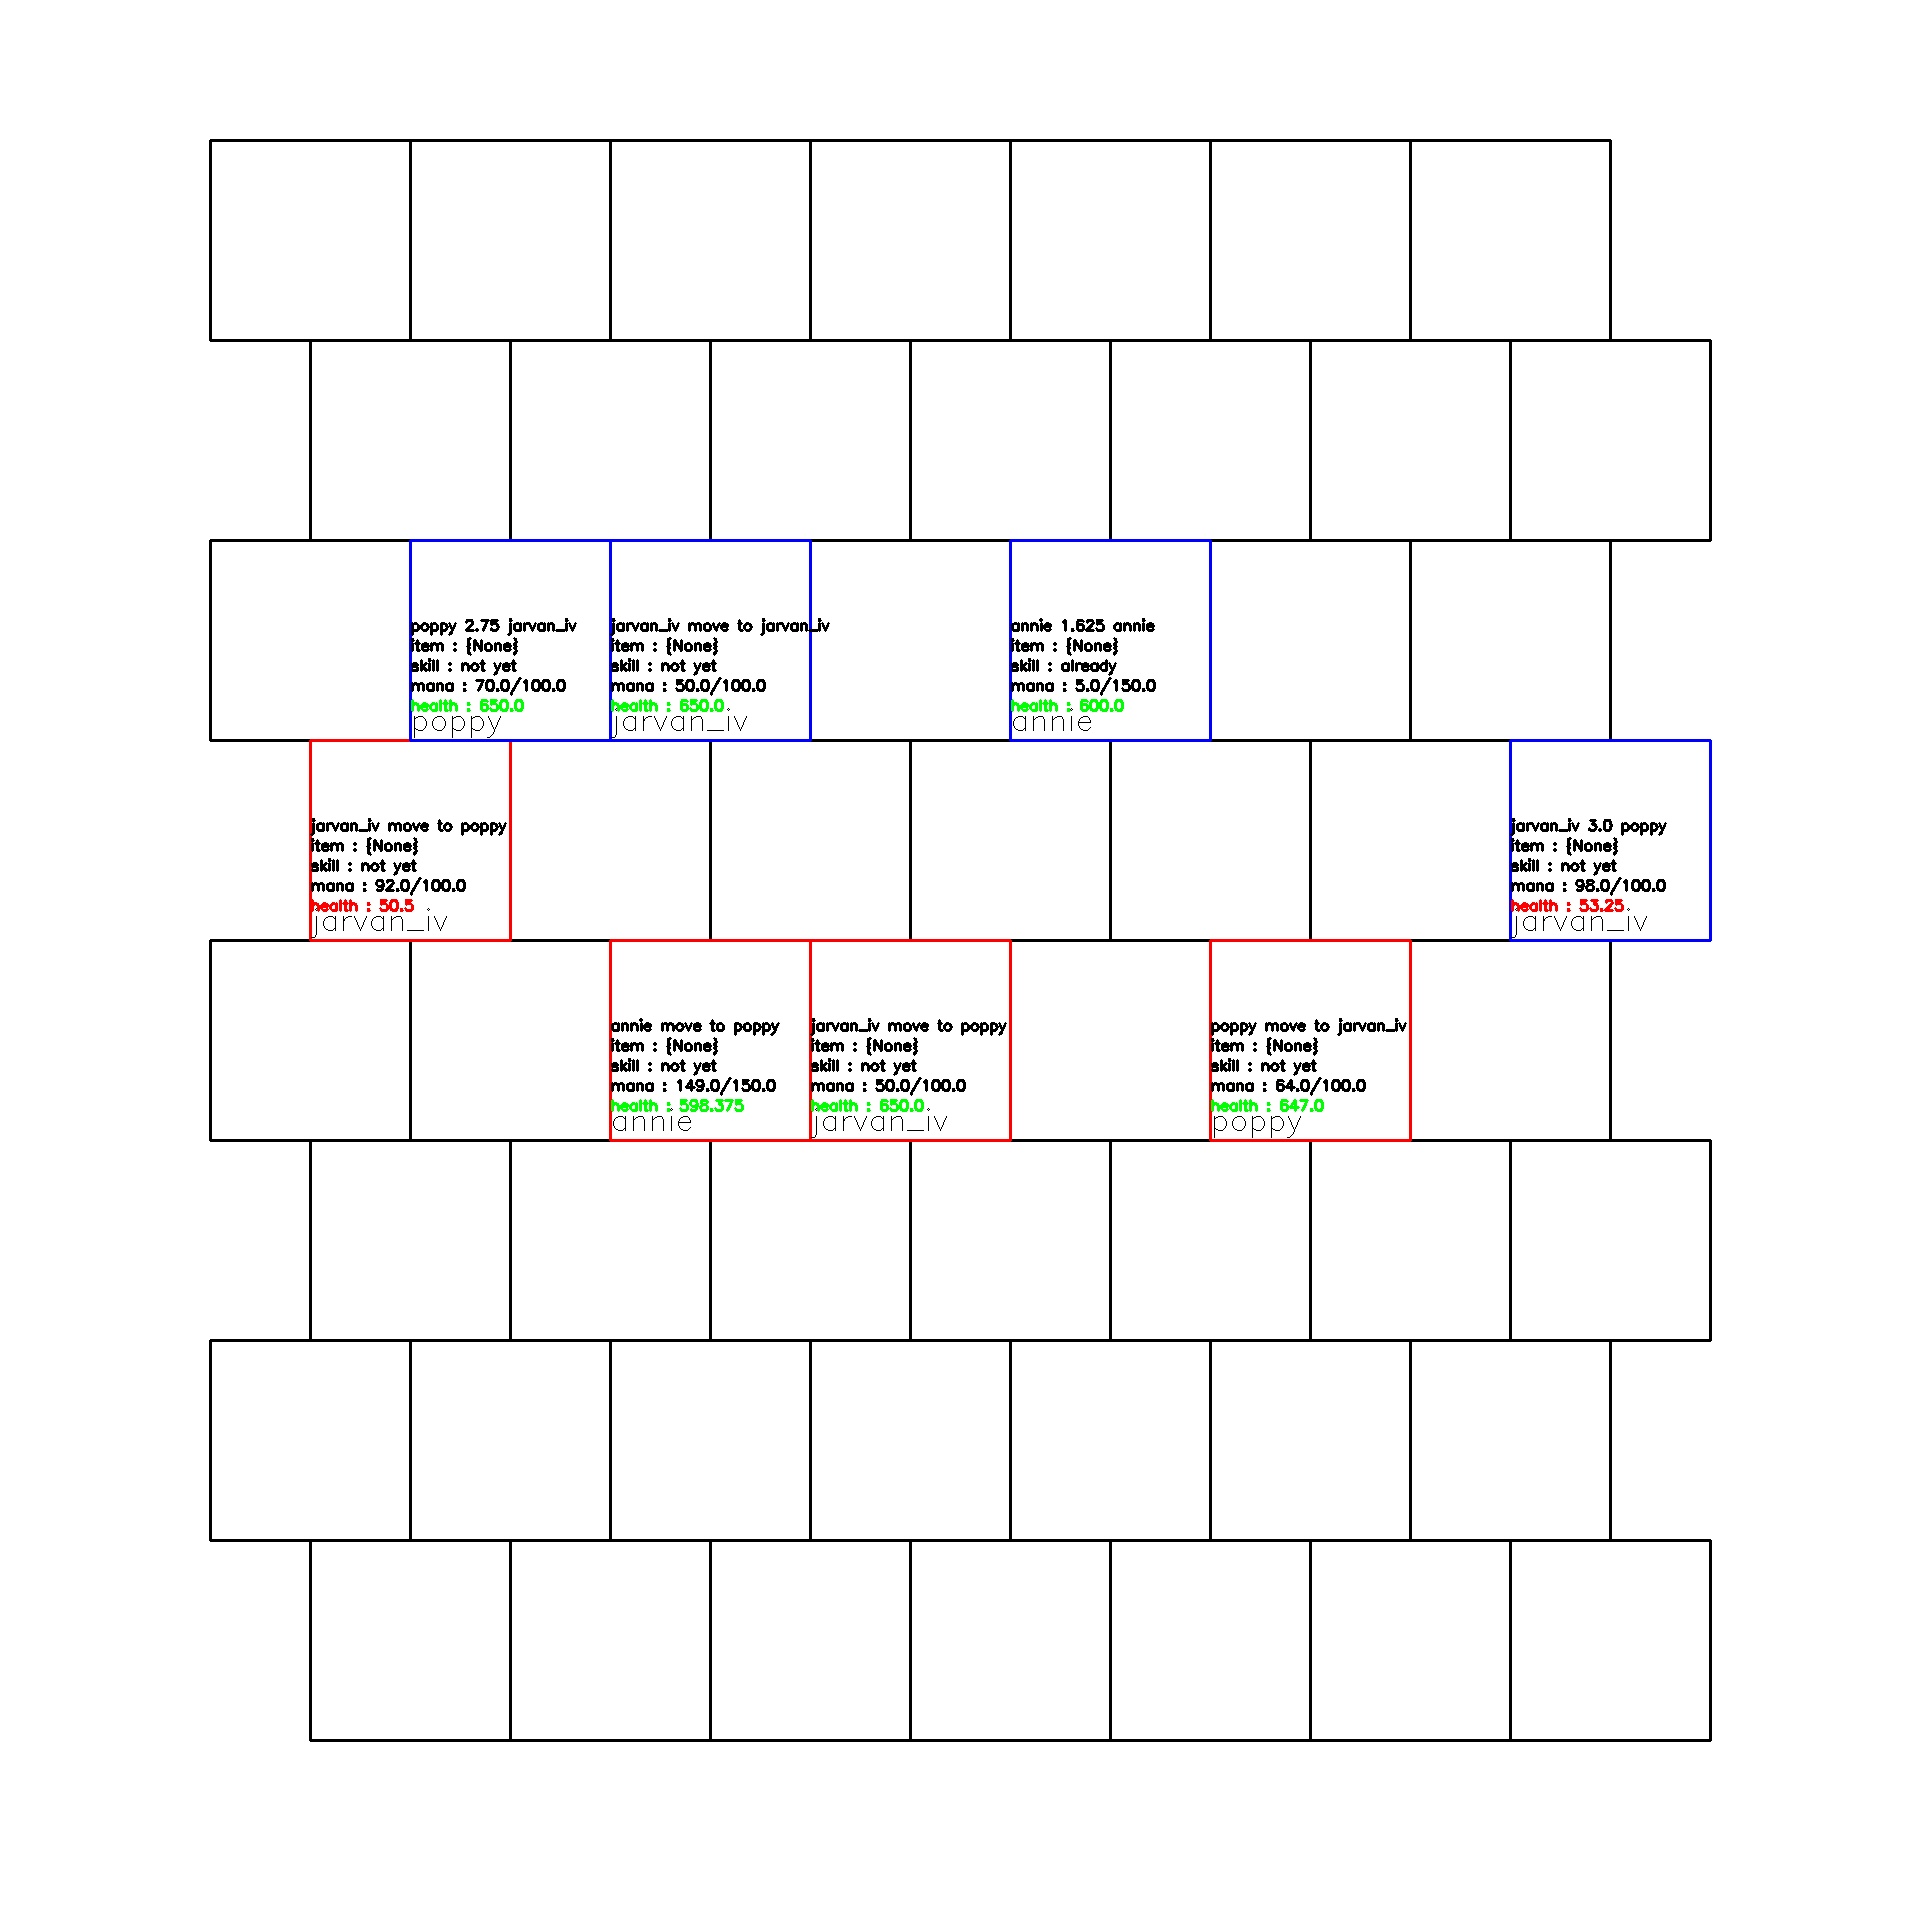 poppy 2.75 jarvan_iv
item : {None}
skill : not yet
mana : 70.0/100.0
health : 650.0
poppy
jarvan_iv move to jarvan_iv
item : {None}
skill : not yet
mana : 50.0/100.0
health : 650.0
jarvan_iv
annie 1.625 annie
item : {None}
skill : already
mana : 5.0/150.0
health : 600.0
annie
jarvan_iv move to poppy
item : {None}
skill : not yet
mana : 92.0/100.0
health : 50.5
jarvan_iv
jarvan_iv 3.0 poppy
item : {None}
skill : not yet
mana : 98.0/100.0
health : 53.25
jarvan_iv
annie move to poppy
item : {None}
skill : not yet
mana : 149.0/150.0
health : 598.375
annie
jarvan_iv move to poppy
item : {None}
skill : not yet
mana : 50.0/100.0
health : 650.0
jarvan_iv
poppy move to jarvan_iv
item : {None}
skill : not yet
mana : 64.0/100.0
health : 647.0
poppy